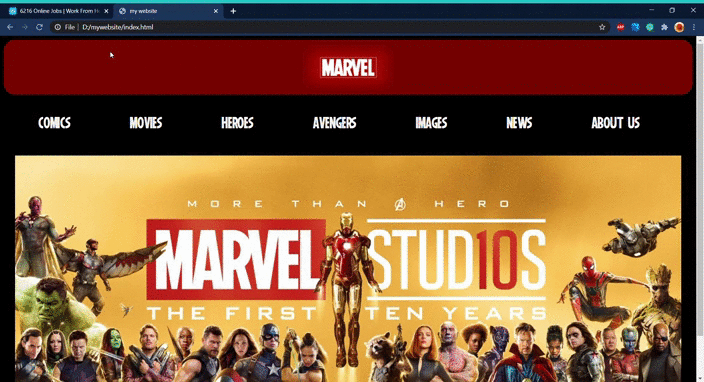 6216 Online Jobs | Work From H
my website
File | D:/mywebsite/index.html
MARVEL
COMICS MOVIES HEROES AVENGERS IMAGES NEWS ABOUT US
MORE THAN A HERO
MARVEL STUD10S
THE FIRST TEN YEARS